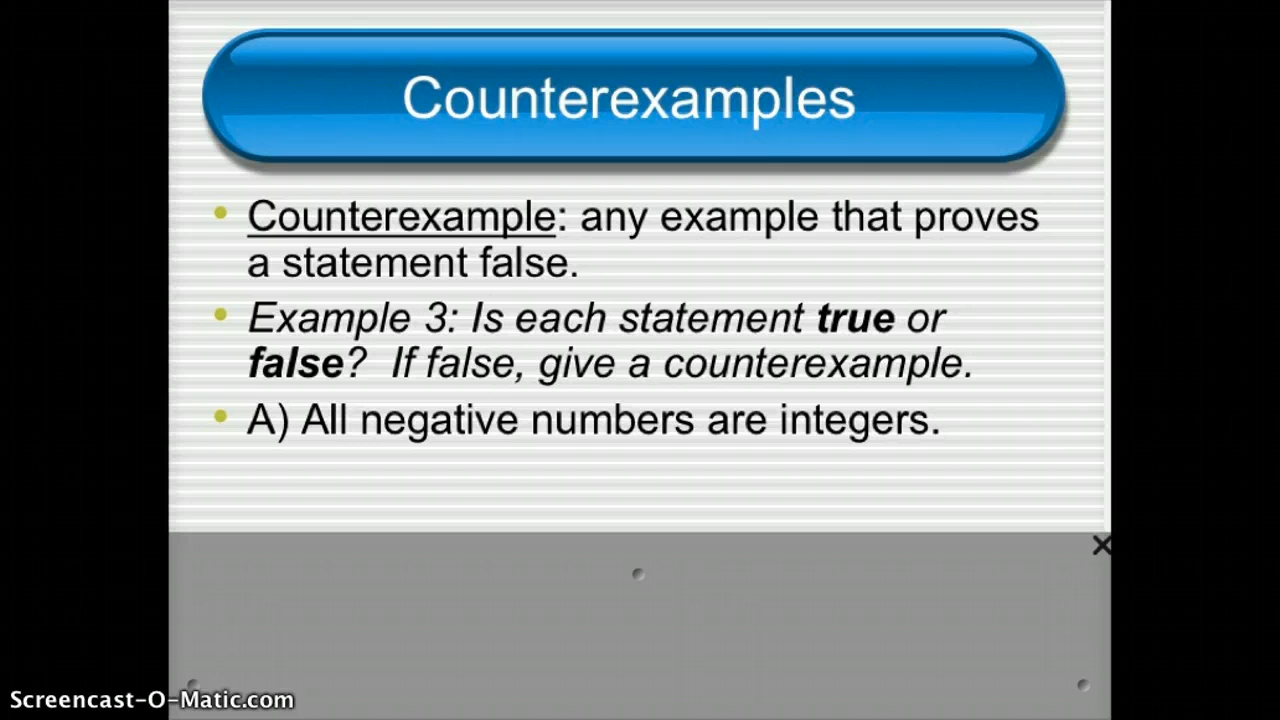 Counterexamples
Counterexample: any example that proves
a statement false.
Example 3: Is each statement true or
false? If false, give a counterexample.
A) All negative numbers are integers.
Screencast-O-Matic.com